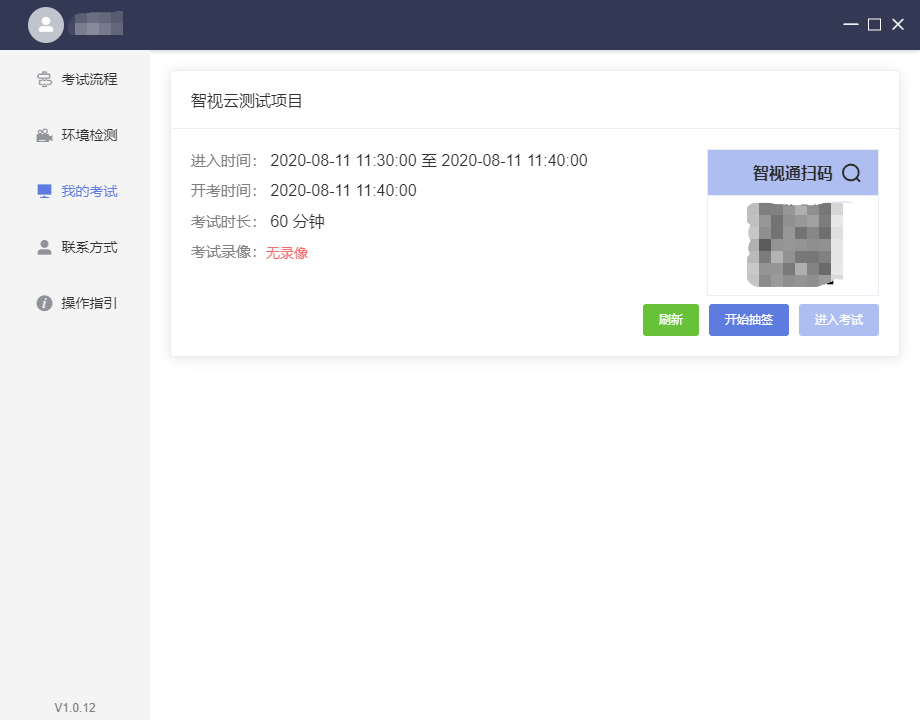 考试流程
环境检测
我的考试
联系方式
操作指引
V1.0.12
智视云测试项目
进入时间： 2020-08-11 11:30:00 至 2020-08-11 11:40:00
开考时间： 2020-08-11 11:40:00
考试时长： 60 分钟
考试录像： 无录像
智视通扫码
刷新 开始抽签 进入考试